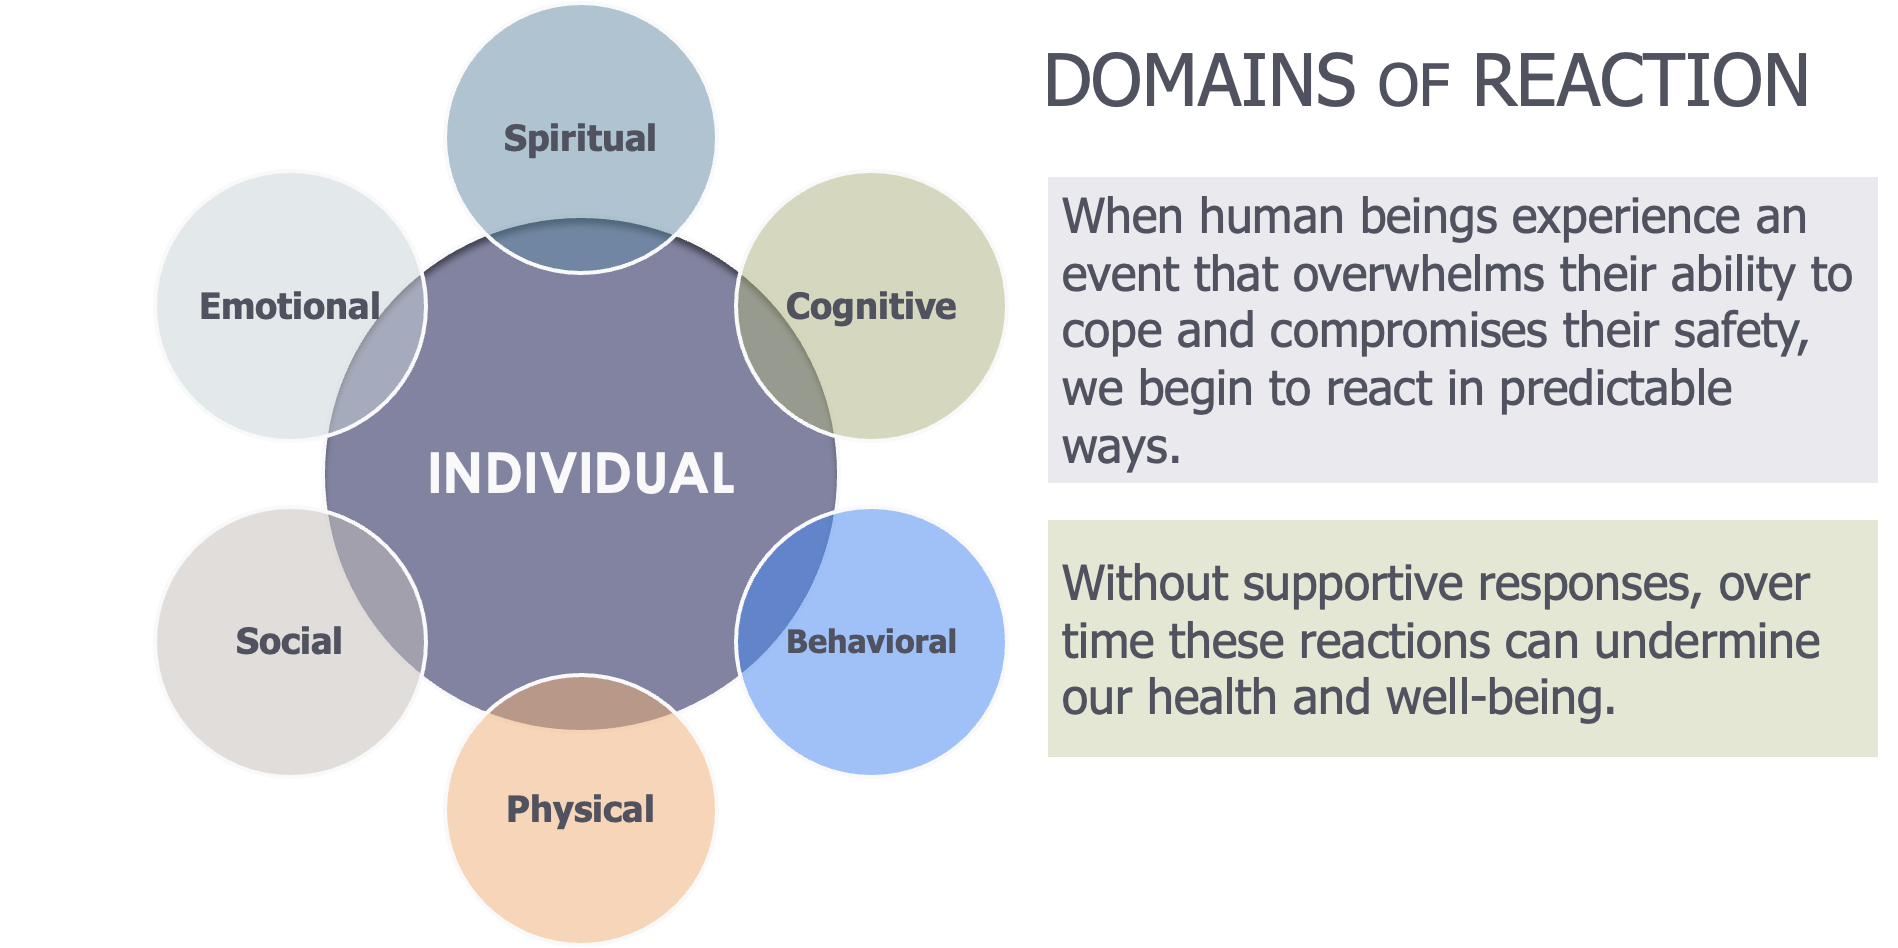 DOMAINS OF REACTION
Spiritual
Emotional
Cognitive
INDIVIDUAL
Social
Behavioral
Physical
When human beings experience an
event that overwhelms their ability to
cope and compromises their safety,
we begin to react in predictable
ways.
Without supportive responses, over
time these reactions can undermine
our health and well-being.